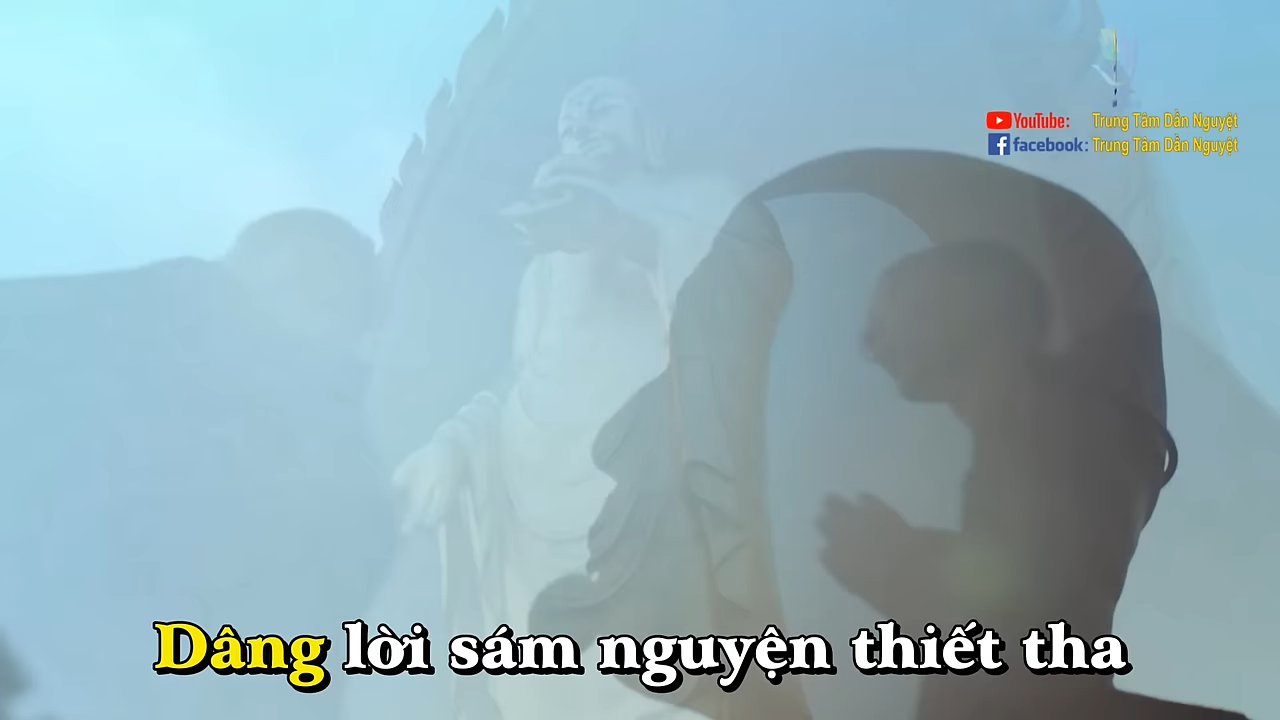 YouTube: Trung Tâm Dẫn Nguyệt
facebook: Trung Tâm Dẫn Nguyệt
Dâng lời sám nguyện thiết tha